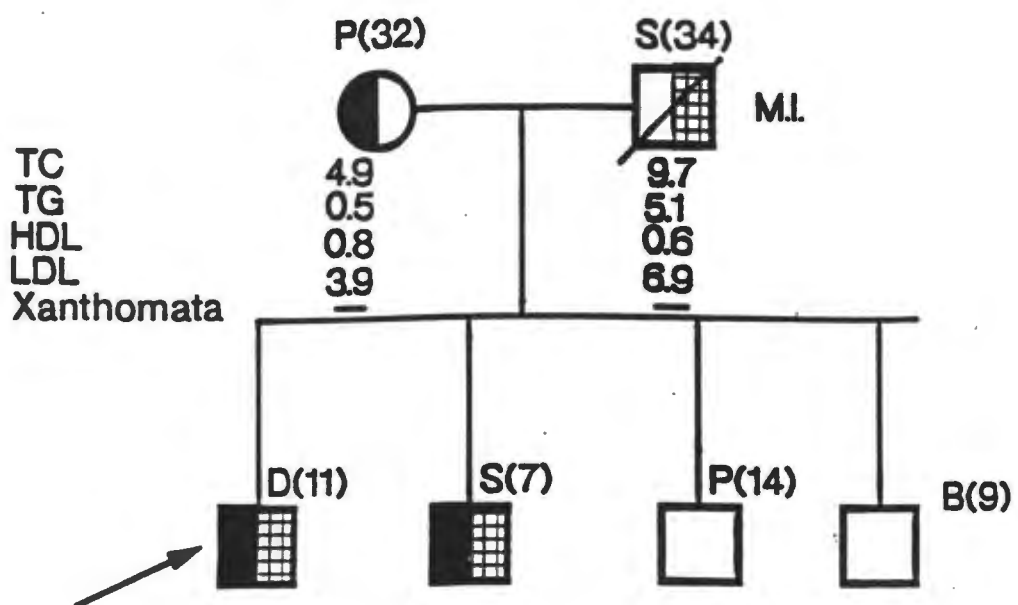 P(32) S(34)
M.I.
TC 4.9 9.7
TG 0.5 5.1
HDL 0.8 0.6
LDL 3.9 6.9
Xanthomata – –
D(11) S(7) P(14) B(9)